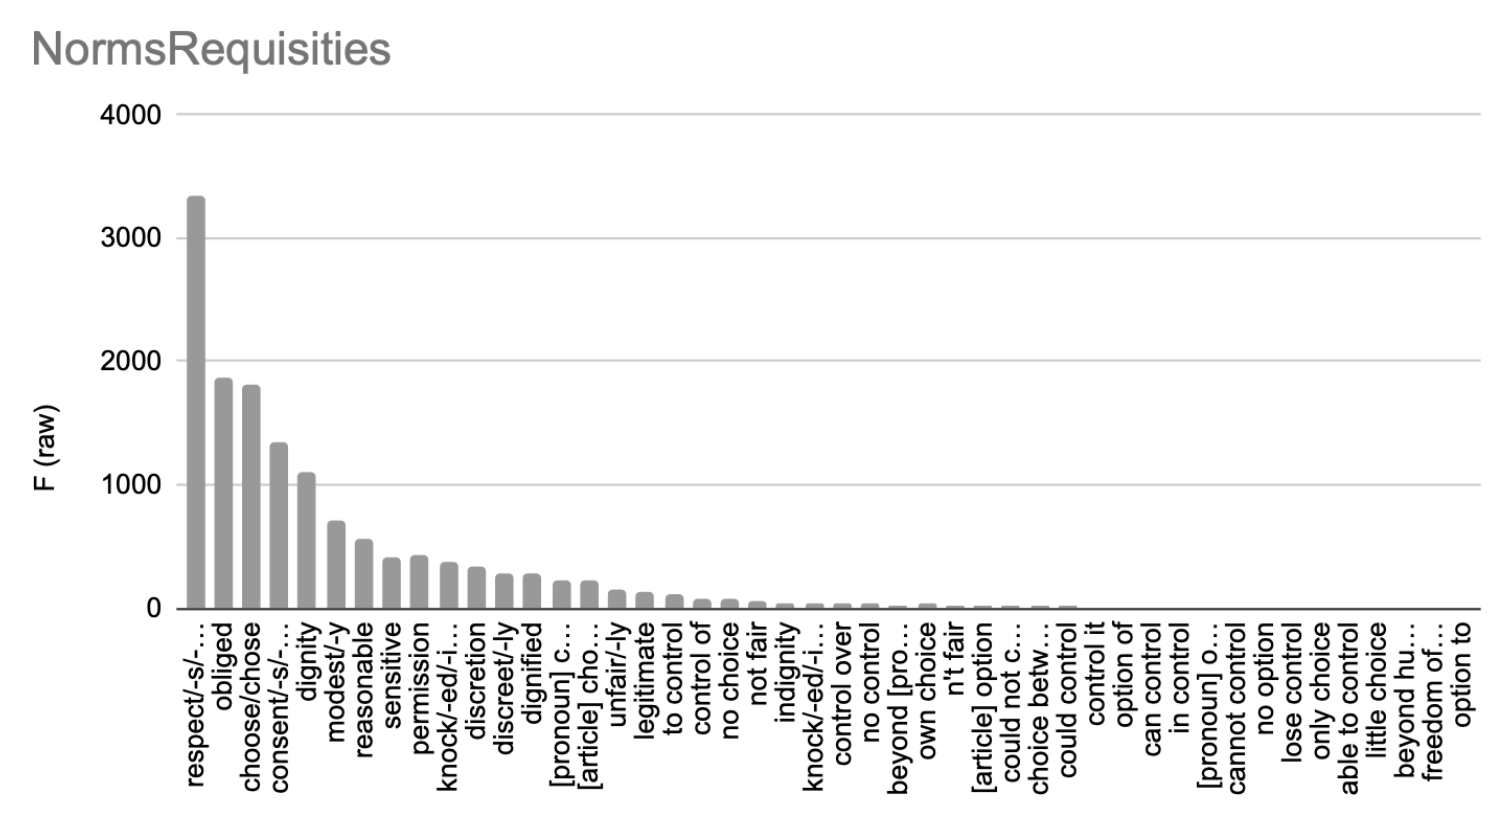 NormsRequisities
4000
3000
2000
1000
0
F (raw)
respect/-s/-…
obliged
choose/chose
consent/-s/-…
dignity
modest/-y
reasonable
sensitive
permission
knock/-ed/-i…
discretion
discreet/-ly
dignified
[pronoun] c…
[article] cho…
unfair/-ly
legitimate
to control
control of
no choice
not fair
indignity
knock/-ed/-i…
control over
no control
beyond [pro…
own choice
n't fair
[article] option
could not c…
choice betw…
could control
control it
option of
can control
in control
[pronoun] o…
cannot control
no option
lose control
only choice
able to control
little choice
beyond hu…
freedom of…
option to